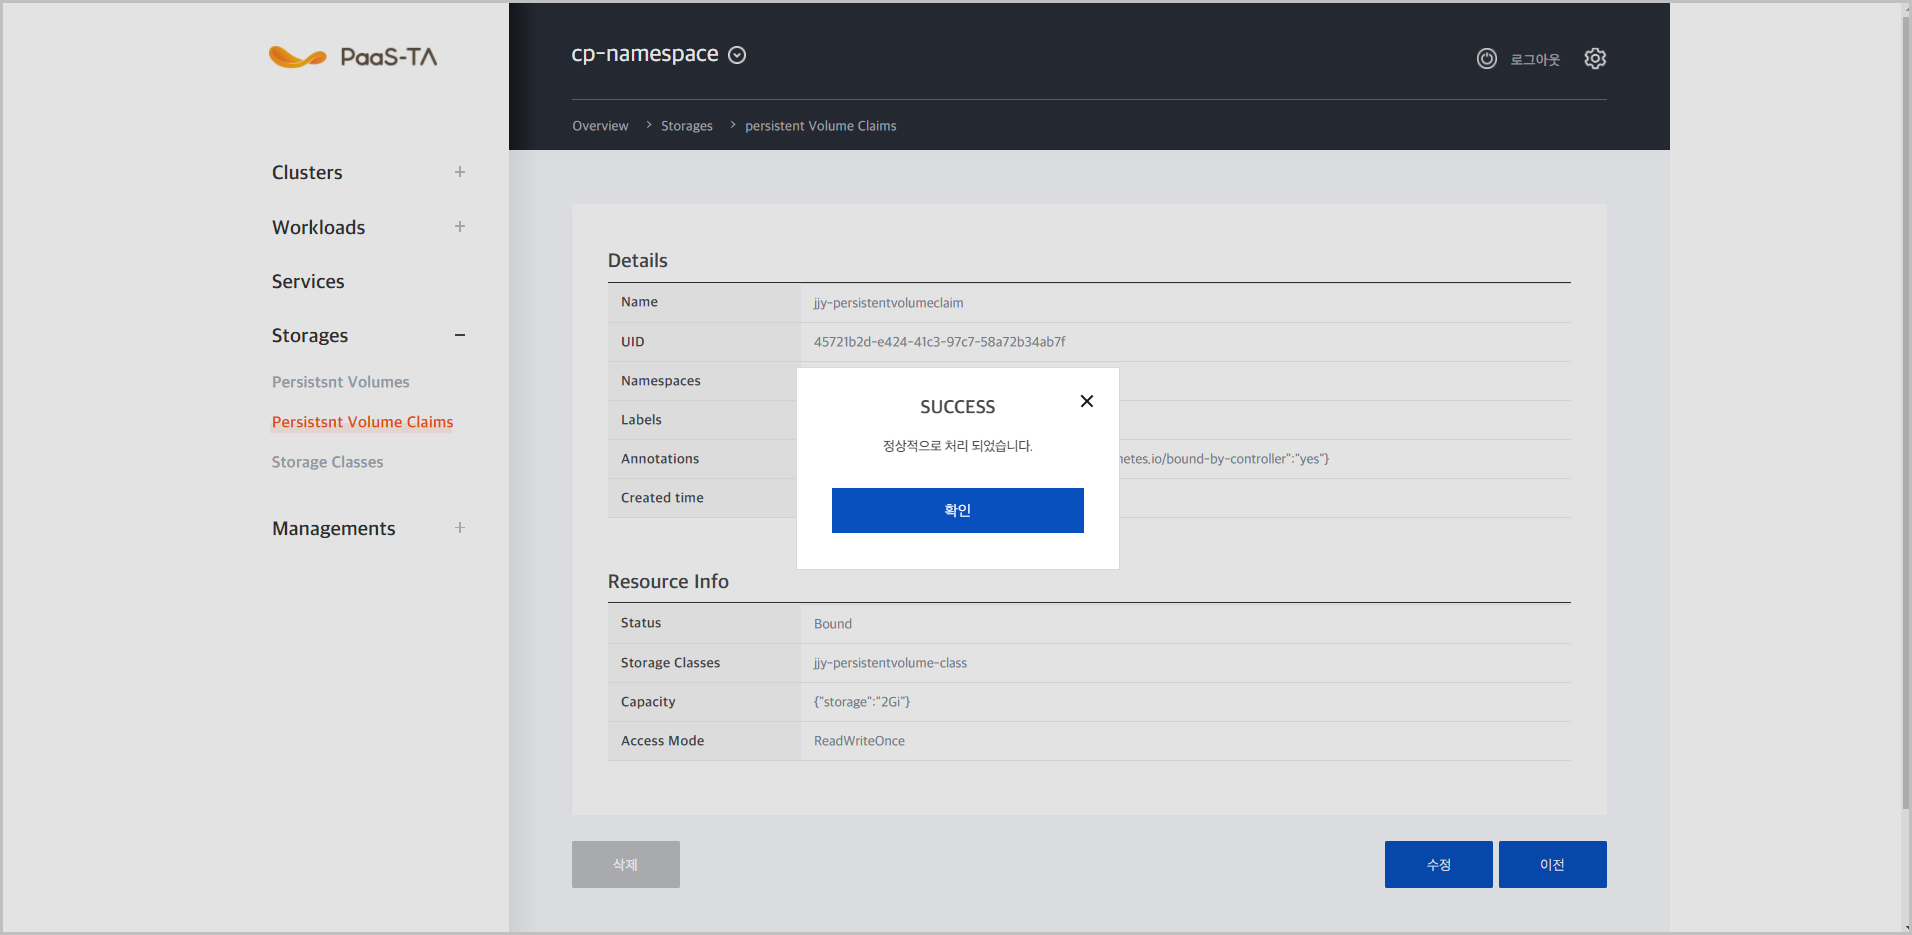 PaaS-TA
cp-namespace
로그아웃
Overview > Storages > persistent Volume Claims
Clusters +
Workloads +
Services
Storages −
Persistsnt Volumes
Persistsnt Volume Claims
Storage Classes
Managements +
Details
Name jjy-persistentvolumeclaim
UID 45721b2d-e424-41c3-97c7-58a72b34ab7f
Namespaces
Labels
Annotations netes.io/bound-by-controller":"yes"}
Created time
SUCCESS
정상적으로 처리 되었습니다.
확인
Resource Info
Status Bound
Storage Classes jjy-persistentvolume-class
Capacity {"storage":"2Gi"}
Access Mode ReadWriteOnce
삭제
수정
이전